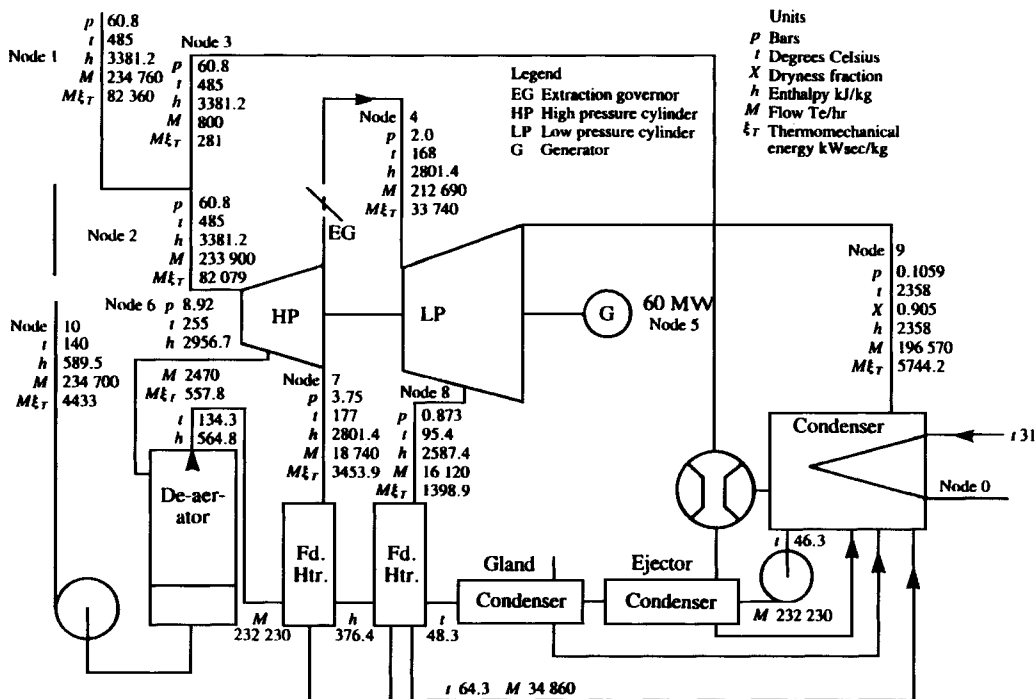 Node 1
p 60.8
t 485
h 3381.2
M 234 760
Mξ_T 82 360
Node 3
p 60.8
t 485
h 3381.2
M 800
Mξ_T 281
Legend
EG Extraction governor
HP High pressure cylinder
LP Low pressure cylinder
G Generator
Units
p Bars
t Degrees Celsius
X Dryness fraction
h Enthalpy kJ/kg
M Flow Te/hr
ξ_T Thermomechanical
energy kWsec/kg
Node 4
p 2.0
t 168
h 2801.4
M 212 690
Mξ_T 33 740
Node 2
p 60.8
t 485
h 3381.2
M 233 900
Mξ_T 82 079
EG
HP
LP
G
60 MW
Node 5
Node 9
p 0.1059
t 2358
X 0.905
h 2358
M 196 570
Mξ_T 5744.2
Node 6
p 8.92
t 255
h 2956.7
M 2470
Mξ_t 557.8
Node 10
t 140
h 589.5
M 234 700
Mξ_T 4433
Node 7
p 3.75
t 177
h 2801.4
M 18 740
Mξ_T 3453.9
Node 8
p 0.873
t 95.4
h 2587.4
M 16 120
Mξ_T 1398.9
t 134.3
h 564.8
De-aer-
ator
Fd.
Htr.
Fd.
Htr.
Gland
Condenser
Ejector
Condenser
Condenser
t 31
Node 0
t 46.3
M 232 230
M
232 230
h
376.4
t
48.3
t 64.3 M 34 860